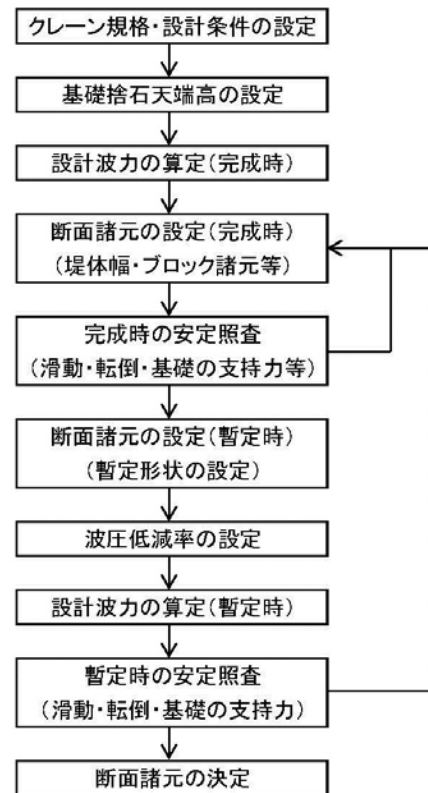 クレーン規格・設計条件の設定
基礎捨石天端高の設定
設計波力の算定(完成時)
断面諸元の設定(完成時)
(堤体幅・ブロック諸元等)
完成時の安定照査
(滑動・転倒・基礎の支持力等)
断面諸元の設定(暫定時)
(暫定形状の設定)
波圧低減率の設定
設計波力の算定(暫定時)
暫定時の安定照査
(滑動・転倒・基礎の支持力)
断面諸元の決定